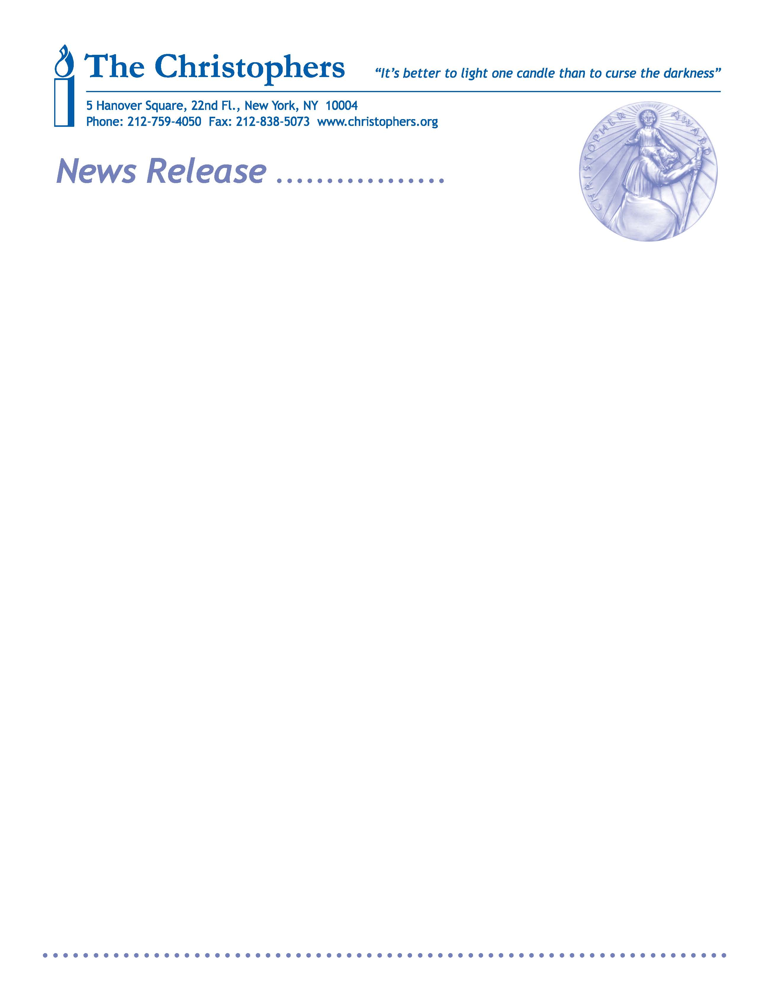 The Christophers
“It’s better to light one candle than to curse the darkness”
5 Hanover Square, 22nd Fl., New York, NY 10004
Phone: 212-759-4050 Fax: 212-838-5073 www.christophers.org
News Release .................
CHRISTOPHER AWARD